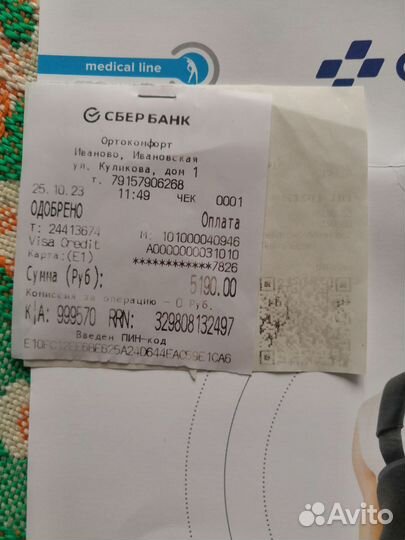 medical line
СБЕР БАНК
Ортокомфорт
Иваново, Ивановская
ул. Куликова, дом 1
т. 79157906268
25.10.23 11:49 ЧЕК 0001
ОДОБРЕНО Оплата
Т: 24413674 М: 101000040946
Visa Credit A0000000031010
Карта:(E1) ************7826
Сумма (Руб): 5190.00
Комиссия за операцию - 0 Руб.
К/А: 999570 RRN: 329808132497
Введен ПИН-код
Avito